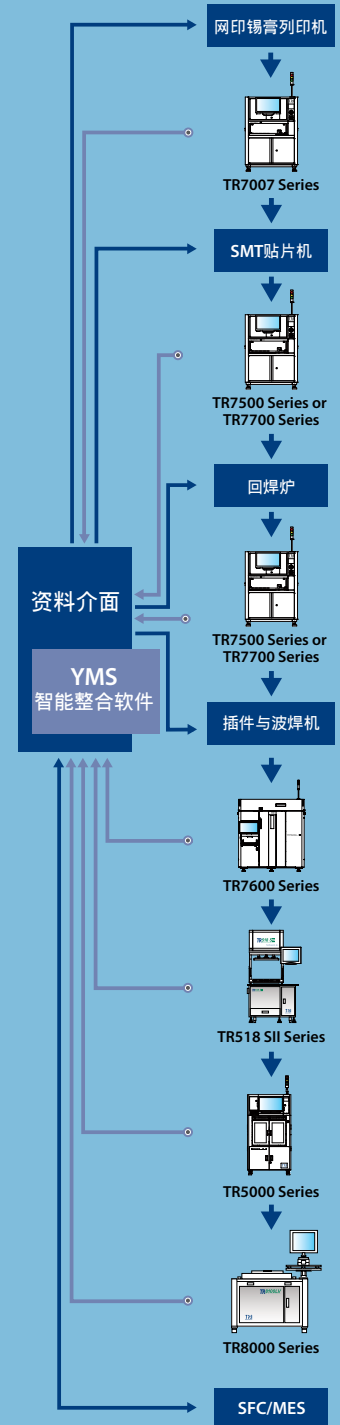 网印锡膏列印机
TR7007 Series
SMT贴片机
TR7500 Series or
TR7700 Series
回焊炉
资料介面
YMS
智能整合软件
TR7500 Series or
TR7700 Series
插件与波焊机
TR7600 Series
TR518 SII Series
TR5000 Series
TR8000 Series
SFC/MES